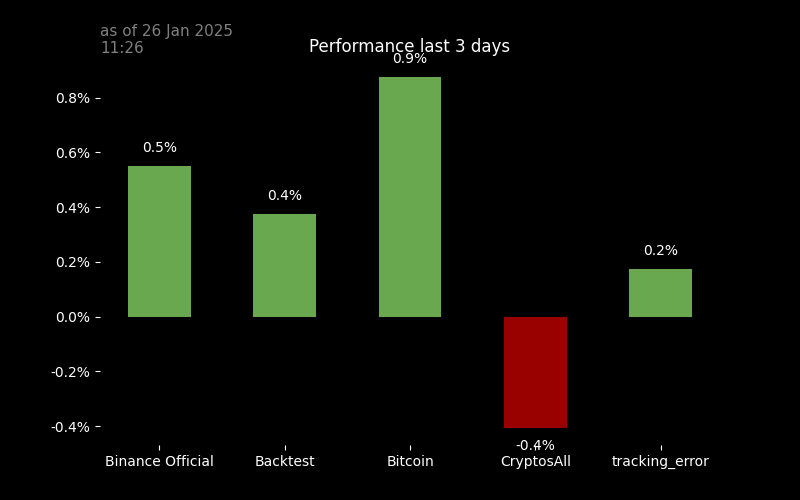 as of 26 Jan 2025
11:26
Performance last 3 days
0.9%
0.8%
0.6%
0.5%
0.4%
0.4%
0.2%
0.2%
0.0%
-0.2%
-0.4%
-0.4%
Binance Official
Backtest
Bitcoin
CryptosAll
tracking_error